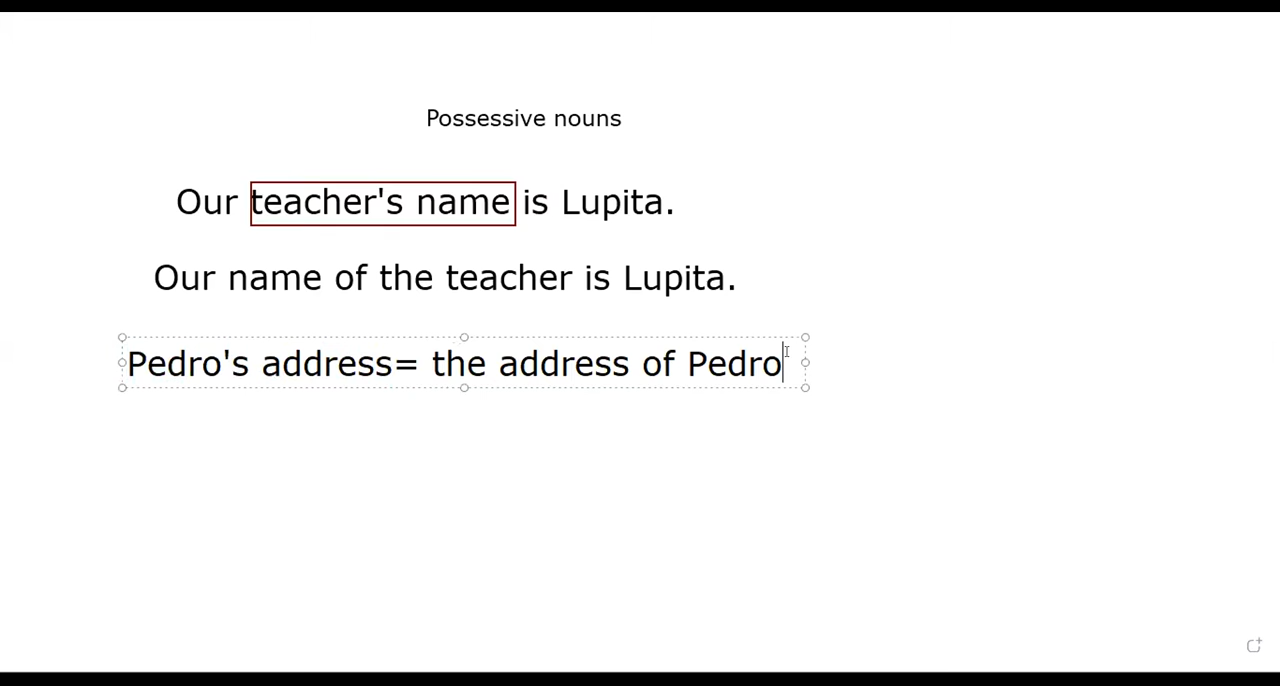 Possessive nouns
Our teacher's name is Lupita.
Our name of the teacher is Lupita.
Pedro's address= the address of Pedro